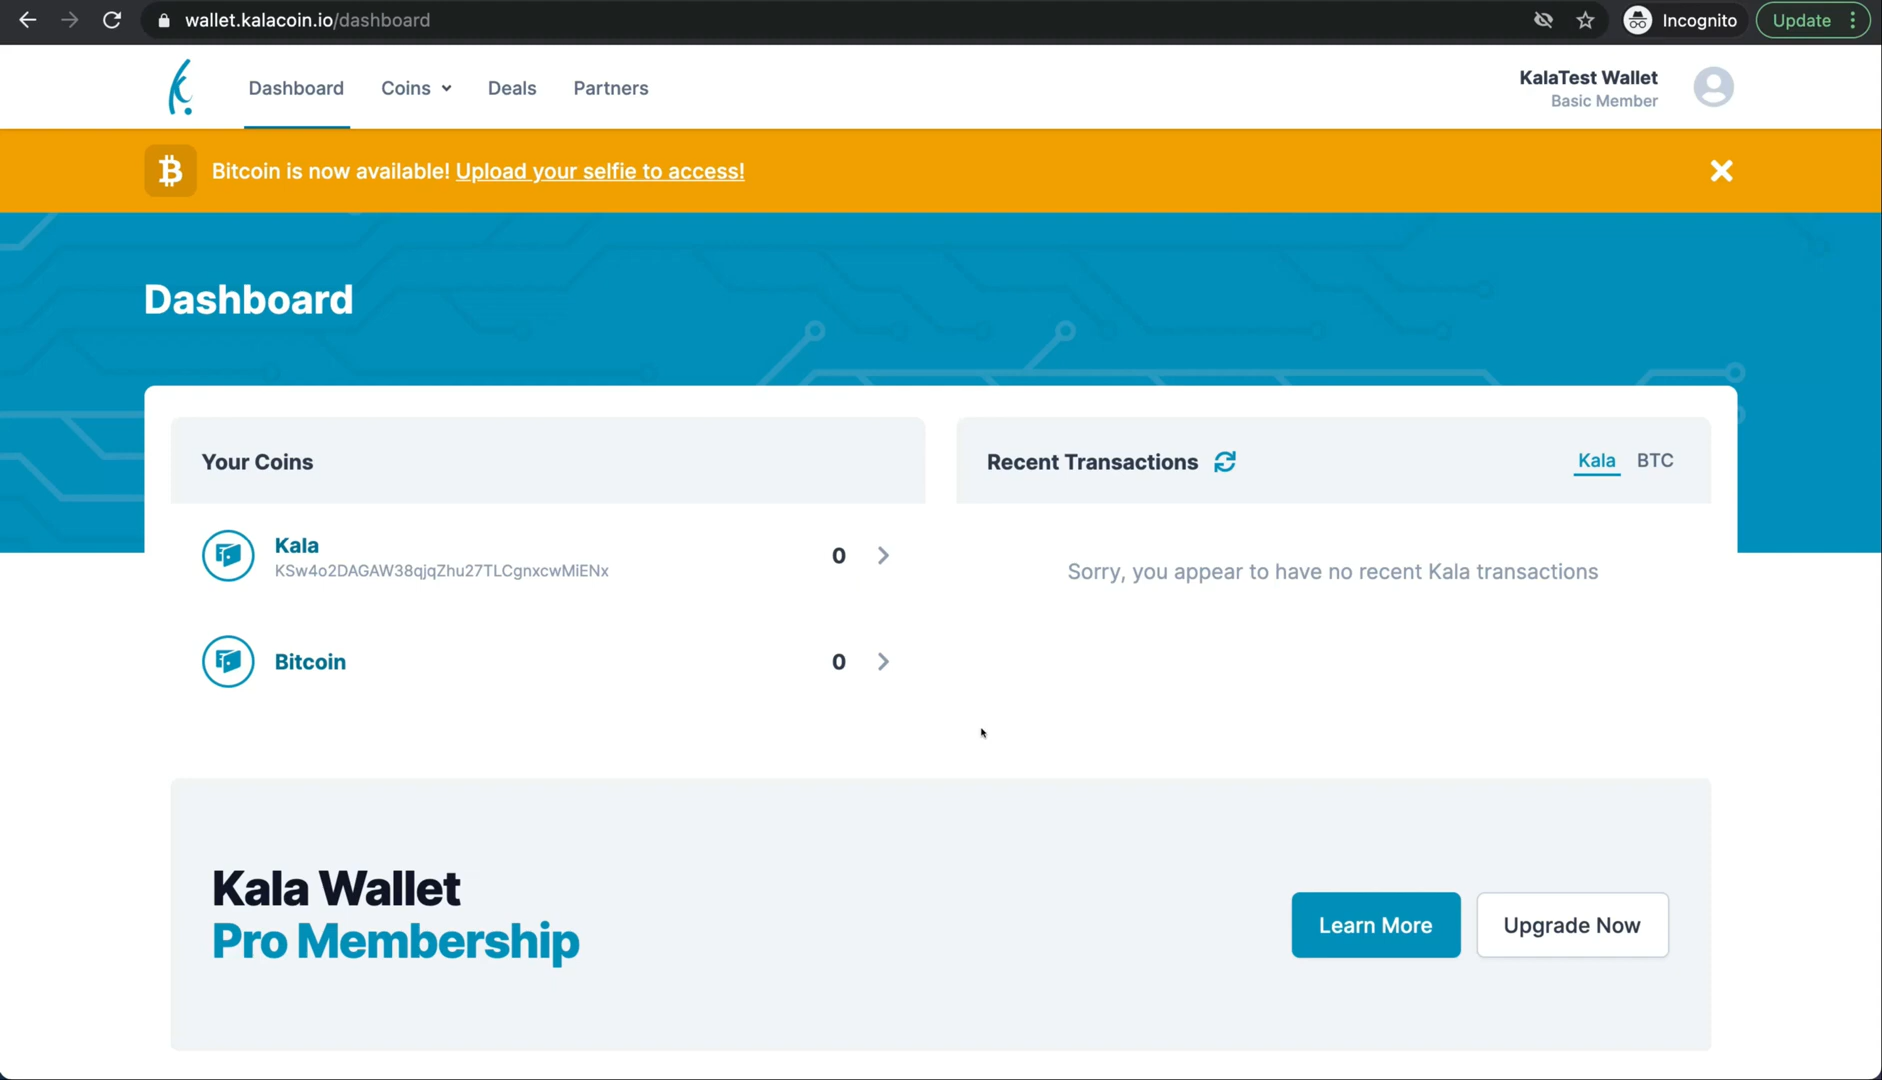 wallet.kalacoin.io/dashboard
Incognito
Update
Dashboard
Coins
Deals
Partners
KalaTest Wallet
Basic Member
Bitcoin is now available! Upload your selfie to access!
Dashboard
Your Coins
Kala
KSw4o2DAGAW38qjqZhu27TLCgnxcwMiENx
0
Bitcoin
0
Recent Transactions
Kala
BTC
Sorry, you appear to have no recent Kala transactions
Kala Wallet
Pro Membership
Learn More
Upgrade Now